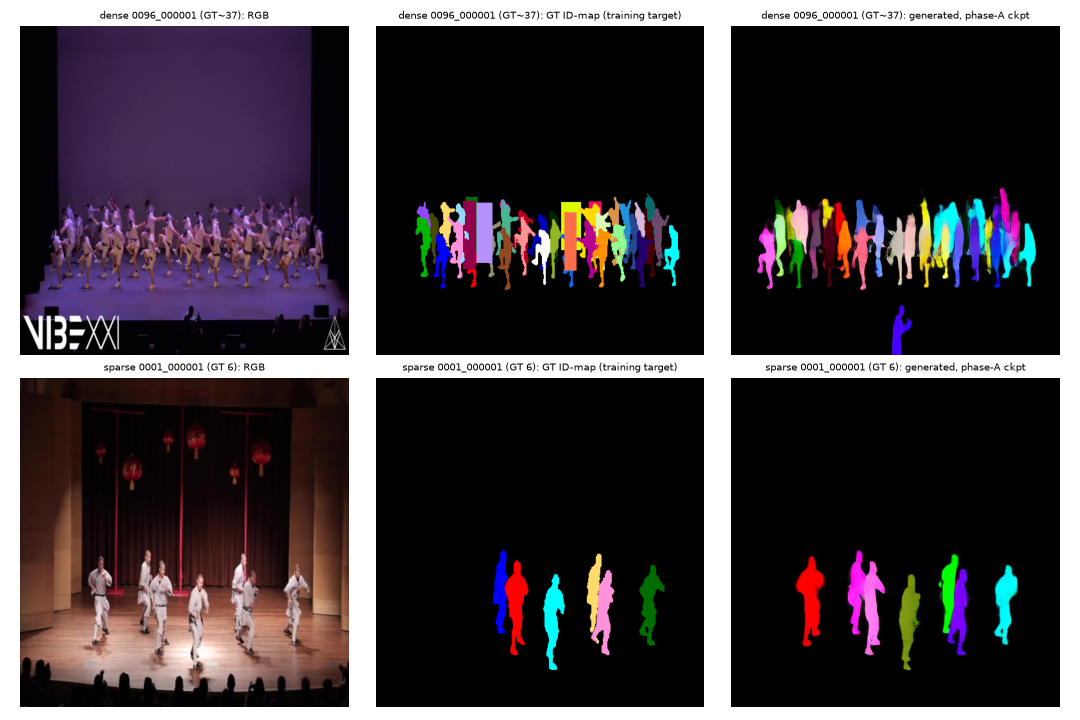 dense 0096_000001 (GT~37): RGB
dense 0096_000001 (GT~37): GT ID-map (training target)
dense 0096_000001 (GT~37): generated, phase-A ckpt
VIBEXXI
sparse 0001_000001 (GT 6): RGB
sparse 0001_000001 (GT 6): GT ID-map (training target)
sparse 0001_000001 (GT 6): generated, phase-A ckpt